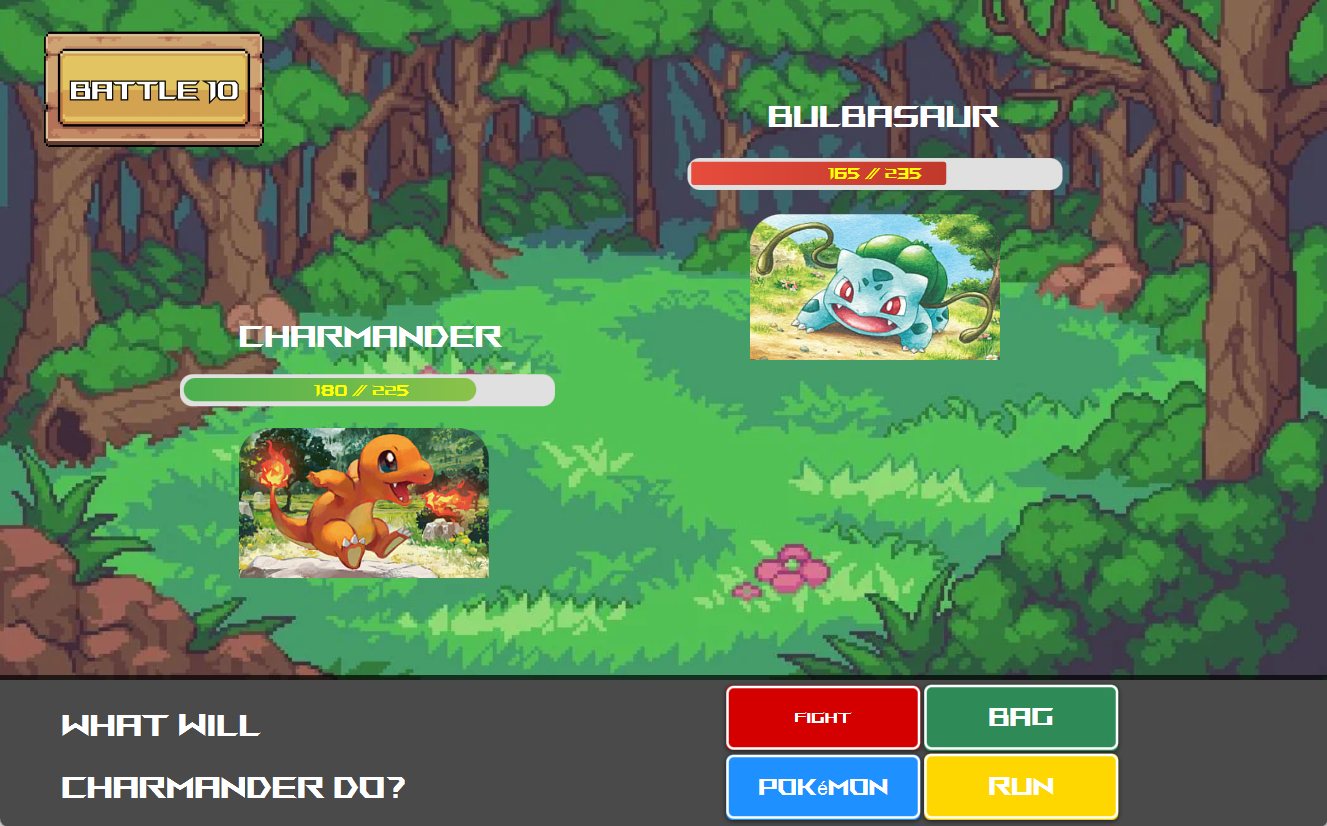 BATTLE 10
BULBASAUR
165 // 235
CHARMANDER
180 // 225
WHAT WILL
CHARMANDER DO?
FIGHT
BAG
POKéMON
RUN